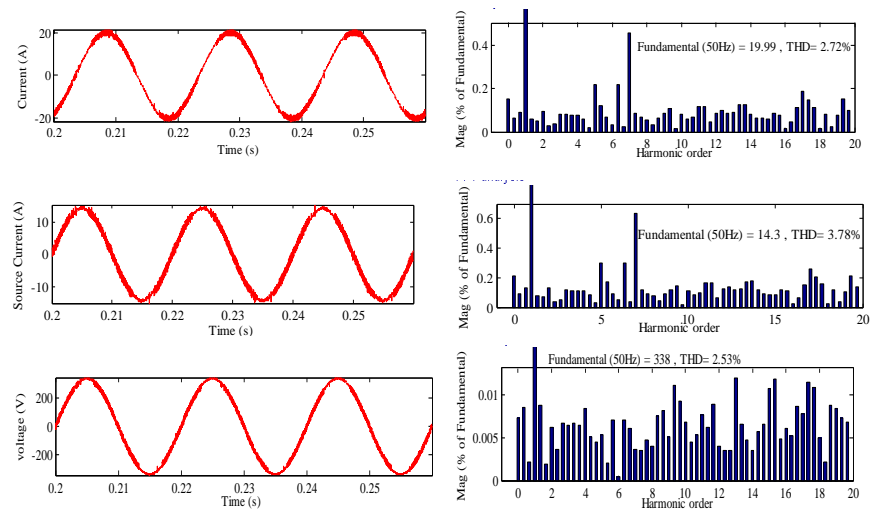 Current (A)
20
0
-20
0.2 0.21 0.22 0.23 0.24 0.25
Time (s)
Mag (% of Fundamental)
0.4
0.2
0
Fundamental (50Hz) = 19.99 , THD= 2.72%
0 2 4 6 8 10 12 14 16 18 20
Harmonic order
Source Current (A)
10
0
-10
0.2 0.21 0.22 0.23 0.24 0.25
Time (s)
Mag (% of Fundamental)
0.6
0.4
0.2
0
Fundamental (50Hz) = 14.3 , THD= 3.78%
0 5 10 15 20
Harmonic order
voltage (V)
200
0
-200
0.2 0.21 0.22 0.23 0.24 0.25
Time (s)
Mag (% of Fundamental)
0.01
0.005
0
Fundamental (50Hz) = 338 , THD= 2.53%
0 2 4 6 8 10 12 14 16 18 20
Harmonic order